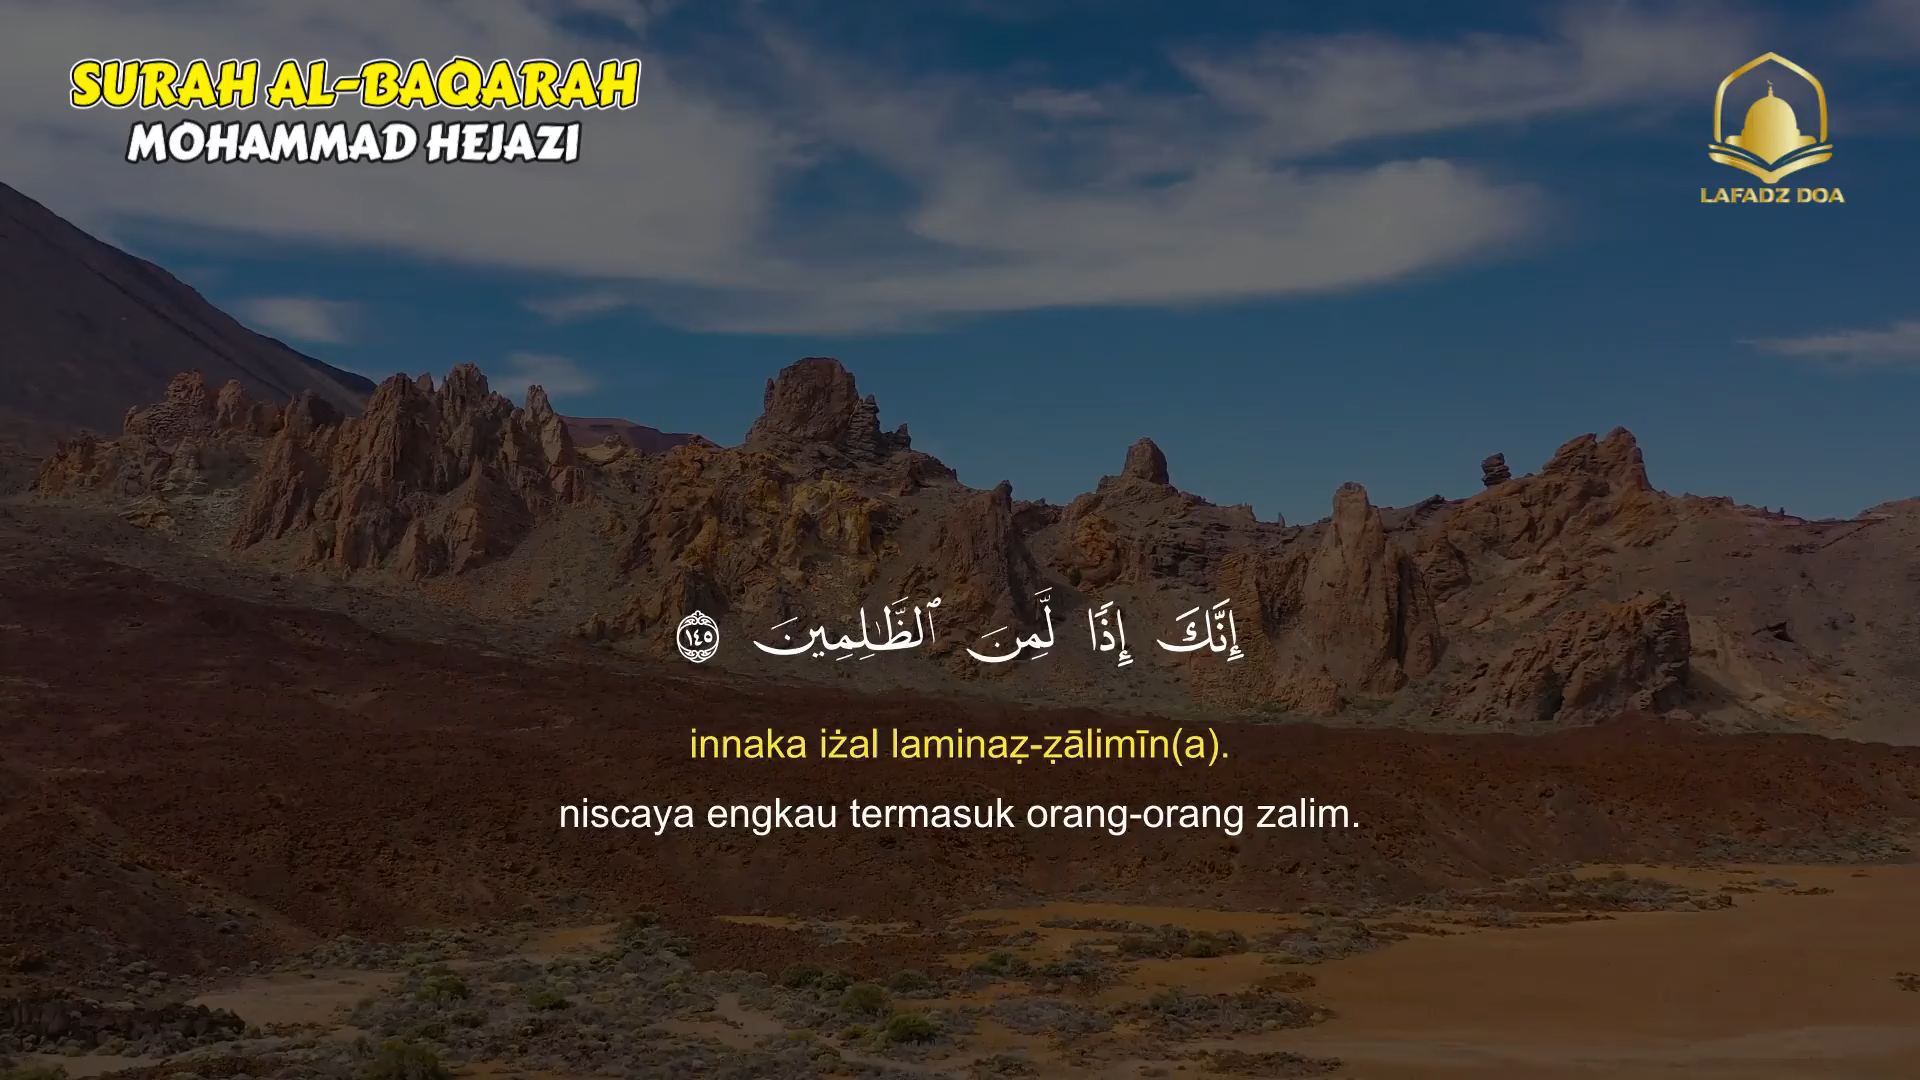 SURAH AL-BAQARAH
MOHAMMAD HEJAZI
LAFADZ DOA
إِنَّكَ إِذًا لَّمِنَ ٱلظَّـٰلِمِينَ ١٤٥
innaka iżal laminaẓ-ẓālimīn(a).
niscaya engkau termasuk orang-orang zalim.